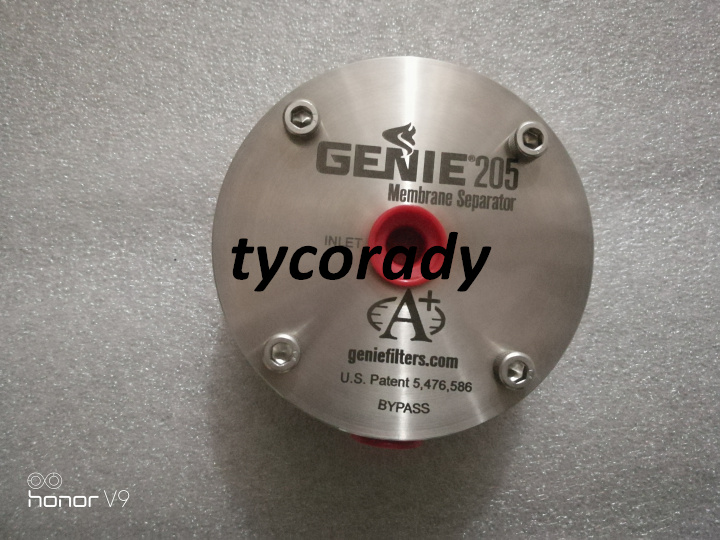 GENIE® 205
Membrane Separator
INLET
tycorady
A+
geniefilters.com
U.S. Patent 5,476,586
BYPASS
honor V9